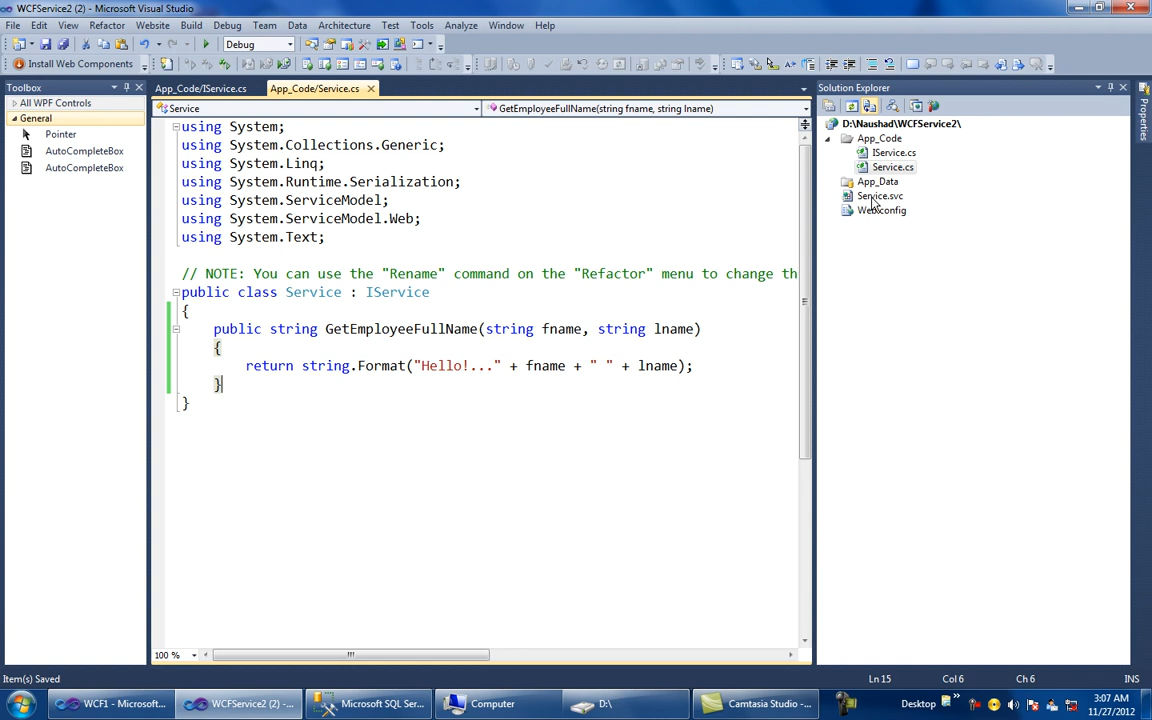 WCFService2 (2) - Microsoft Visual Studio
File Edit View Refactor Website Build Debug Team Data Architecture Test Tools Analyze Window Help
Debug
Install Web Components
Toolbox
All WPF Controls
General
Pointer
AutoCompleteBox
AutoCompleteBox
App_Code/IService.cs App_Code/Service.cs
Service GetEmployeeFullName(string fname, string lname)
using System;
using System.Collections.Generic;
using System.Linq;
using System.Runtime.Serialization;
using System.ServiceModel;
using System.ServiceModel.Web;
using System.Text;
// NOTE: You can use the "Rename" command on the "Refactor" menu to change th
public class Service : IService
{
public string GetEmployeeFullName(string fname, string lname)
{
return string.Format("Hello!..." + fname + " " + lname);
}
}
100 %
Solution Explorer
D:\Naushad\WCFService2\
App_Code
IService.cs
Service.cs
App_Data
Service.svc
Web.config
Properties
Item(s) Saved Ln 15 Col 6 Ch 6 INS
WCF1 - Microsoft... WCFService2 (2) -... Microsoft SQL Ser... Computer D:\ Camtasia Studio -... Desktop
3:07 AM
11/27/2012